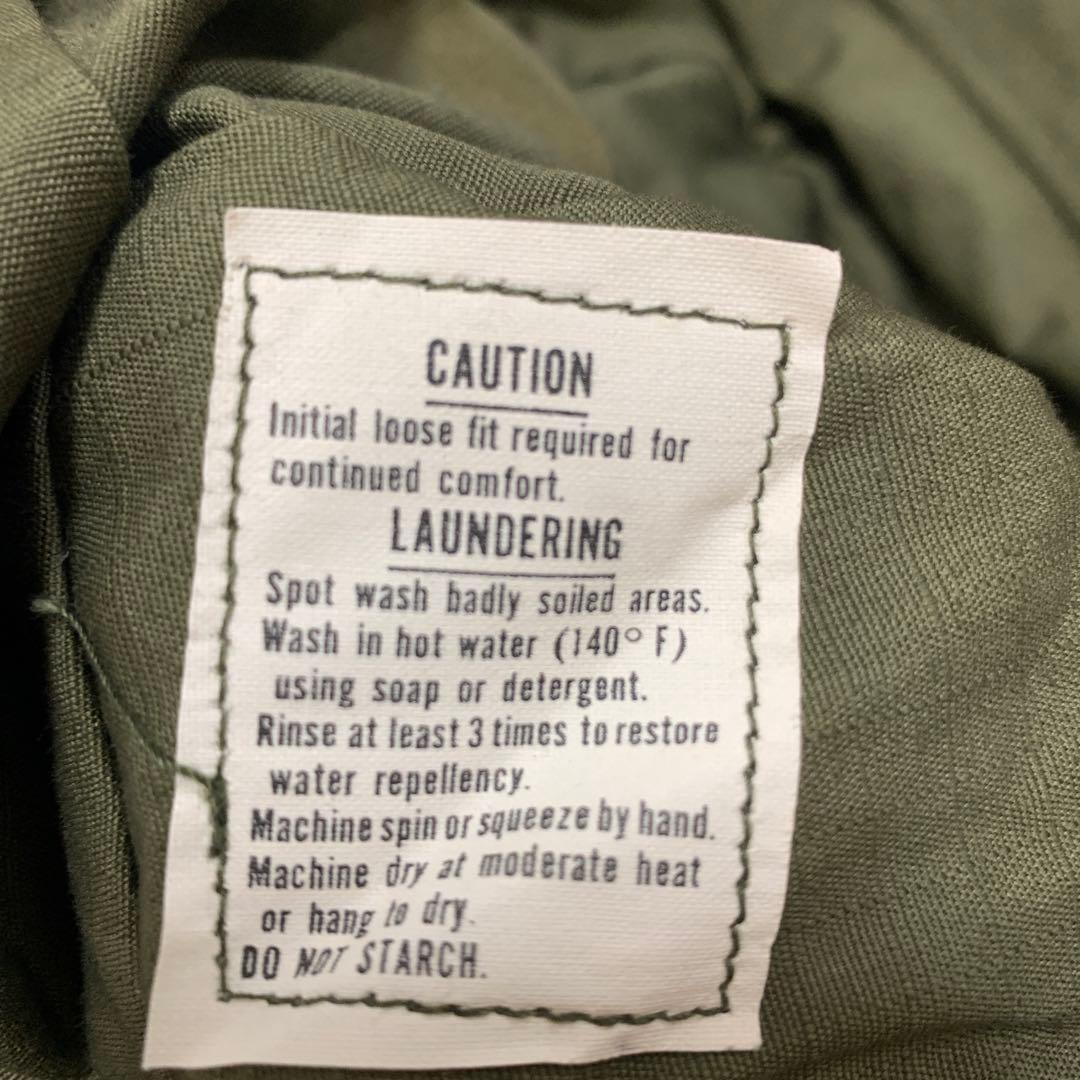 CAUTION
Initial loose fit required for
continued comfort.
LAUNDERING
Spot wash badly soiled areas.
Wash in hot water (140° F)
using soap or detergent.
Rinse at least 3 times to restore
water repellency.
Machine spin or squeeze by hand.
Machine dry at moderate heat
or hang to dry.
DO NOT STARCH.